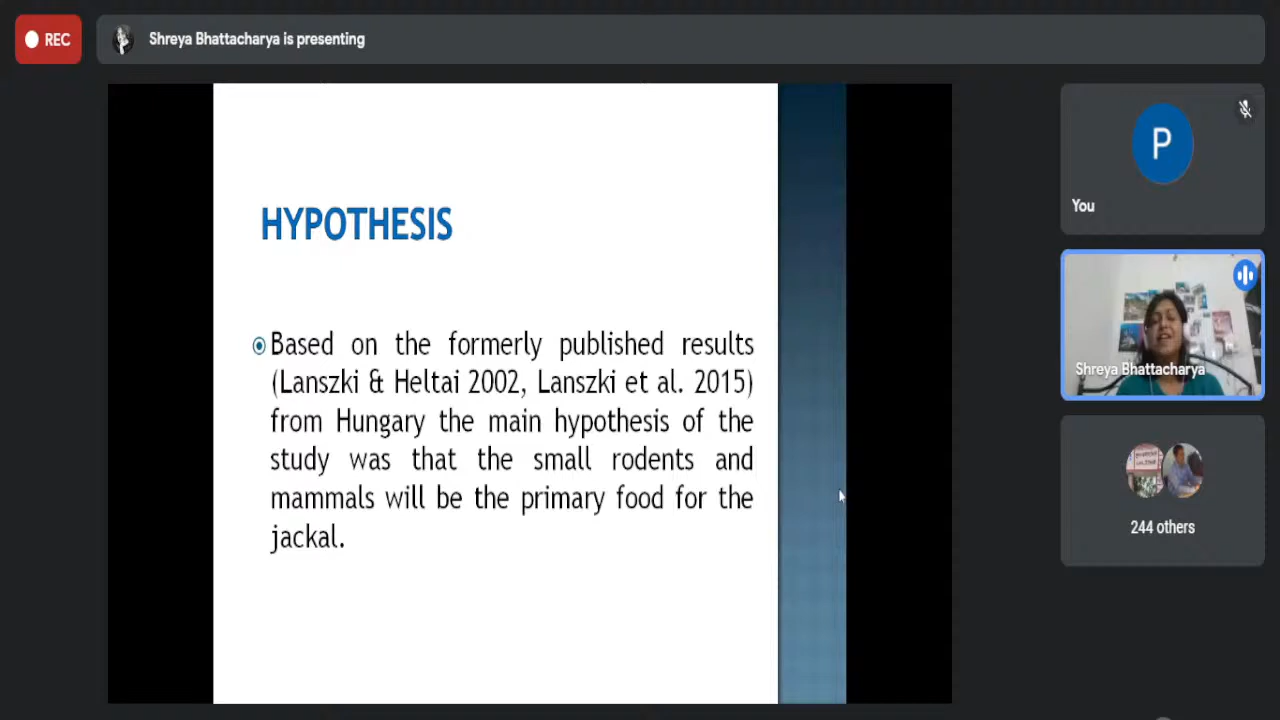 REC
Shreya Bhattacharya is presenting
HYPOTHESIS
Based on the formerly published results
(Lanszki & Heltai 2002, Lanszki et al. 2015)
from Hungary the main hypothesis of the
study was that the small rodents and
mammals will be the primary food for the
jackal.
P
You
Shreya Bhattacharya
244 others